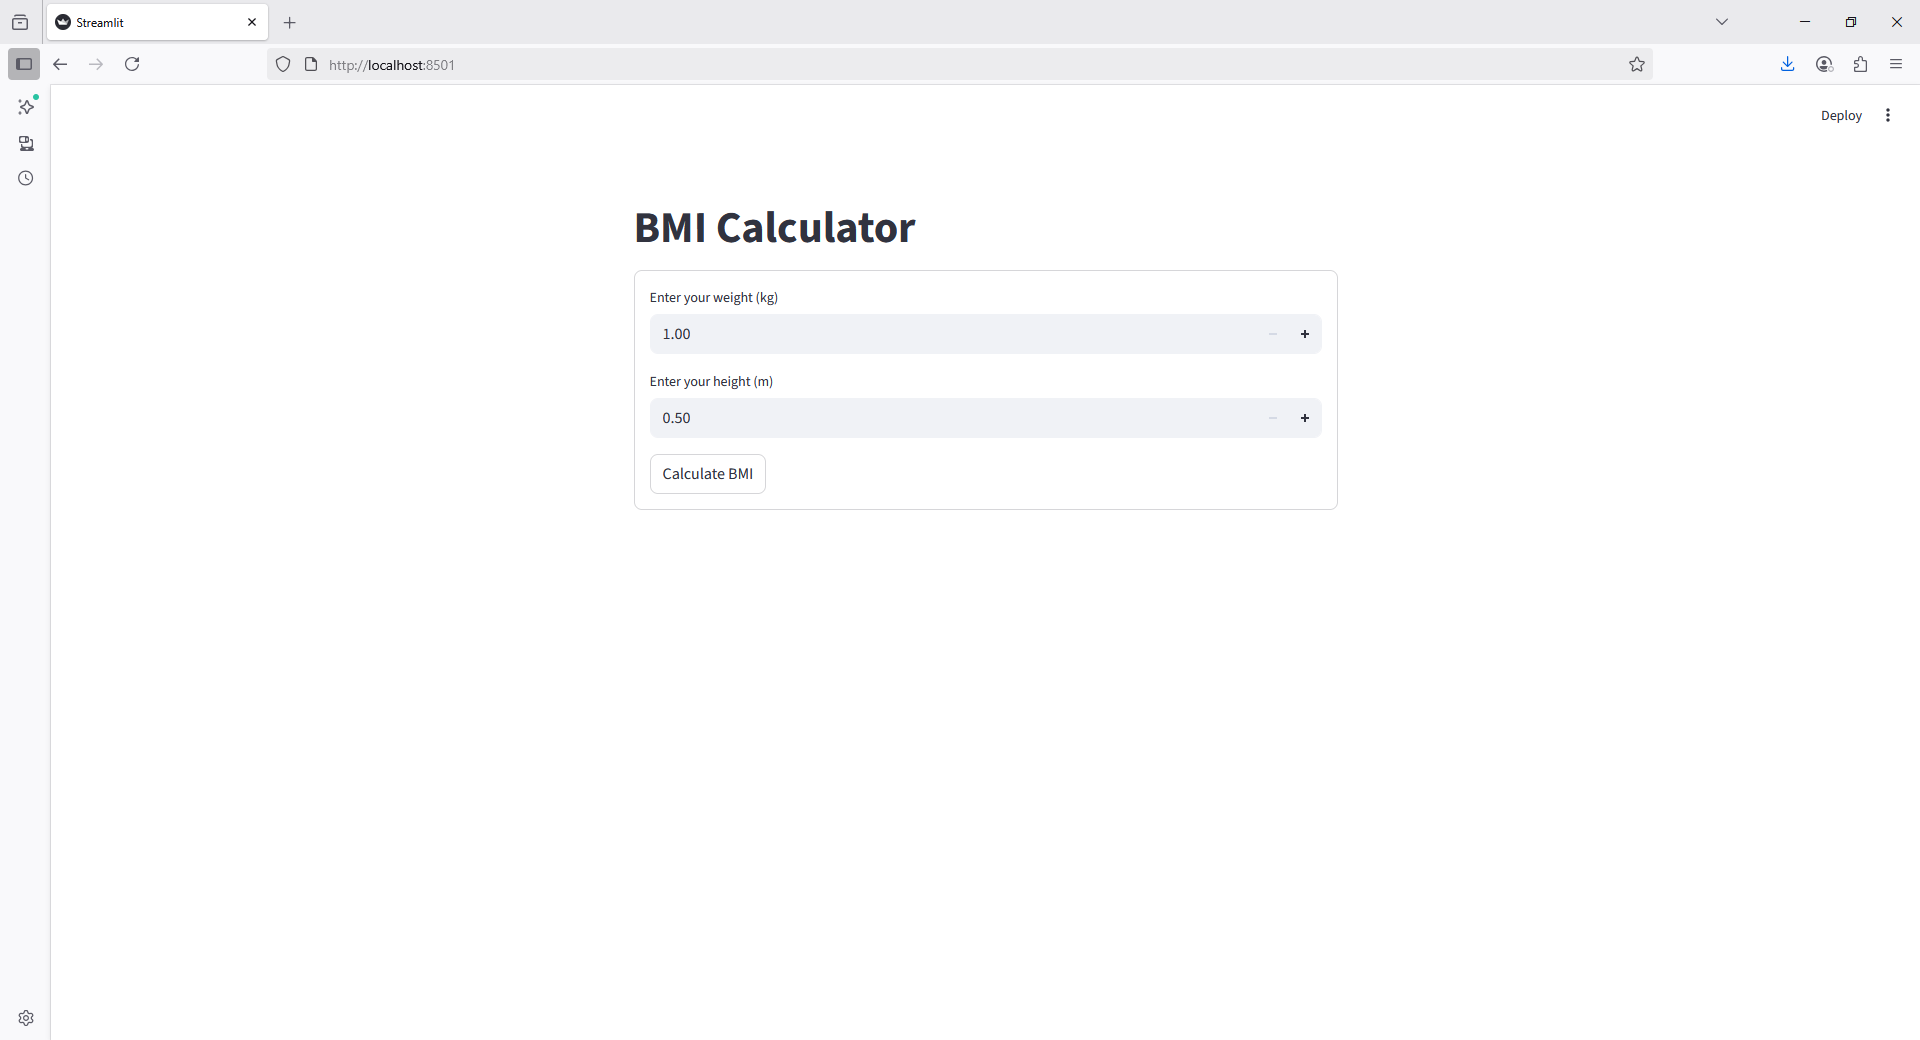 Streamlit
http://localhost:8501
Deploy
BMI Calculator
Enter your weight (kg)
1.00
Enter your height (m)
0.50
Calculate BMI